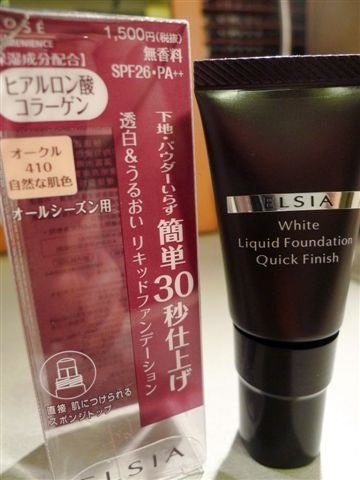 KOSÉ
1,500円(税抜)
無香料
SPF26・PA++
保湿成分配合】
ヒアルロン酸
コラーゲン
オークル
410
自然な肌色
オールシーズン用
下地・パウダーいらず
簡単30秒仕上げ
透白&うるおい リキッドファンデーション
直接 肌につけられる
スポンジトップ
ELSIA
ELSIA
White
Liquid Foundation
Quick Finish